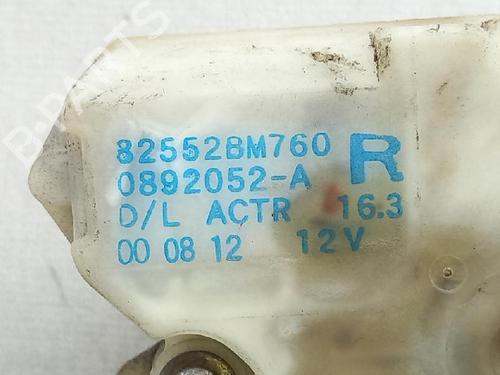 B-PARTS
82552BM760 R
0892052-A
D/L ACTR 16.3
00 08 12 12V